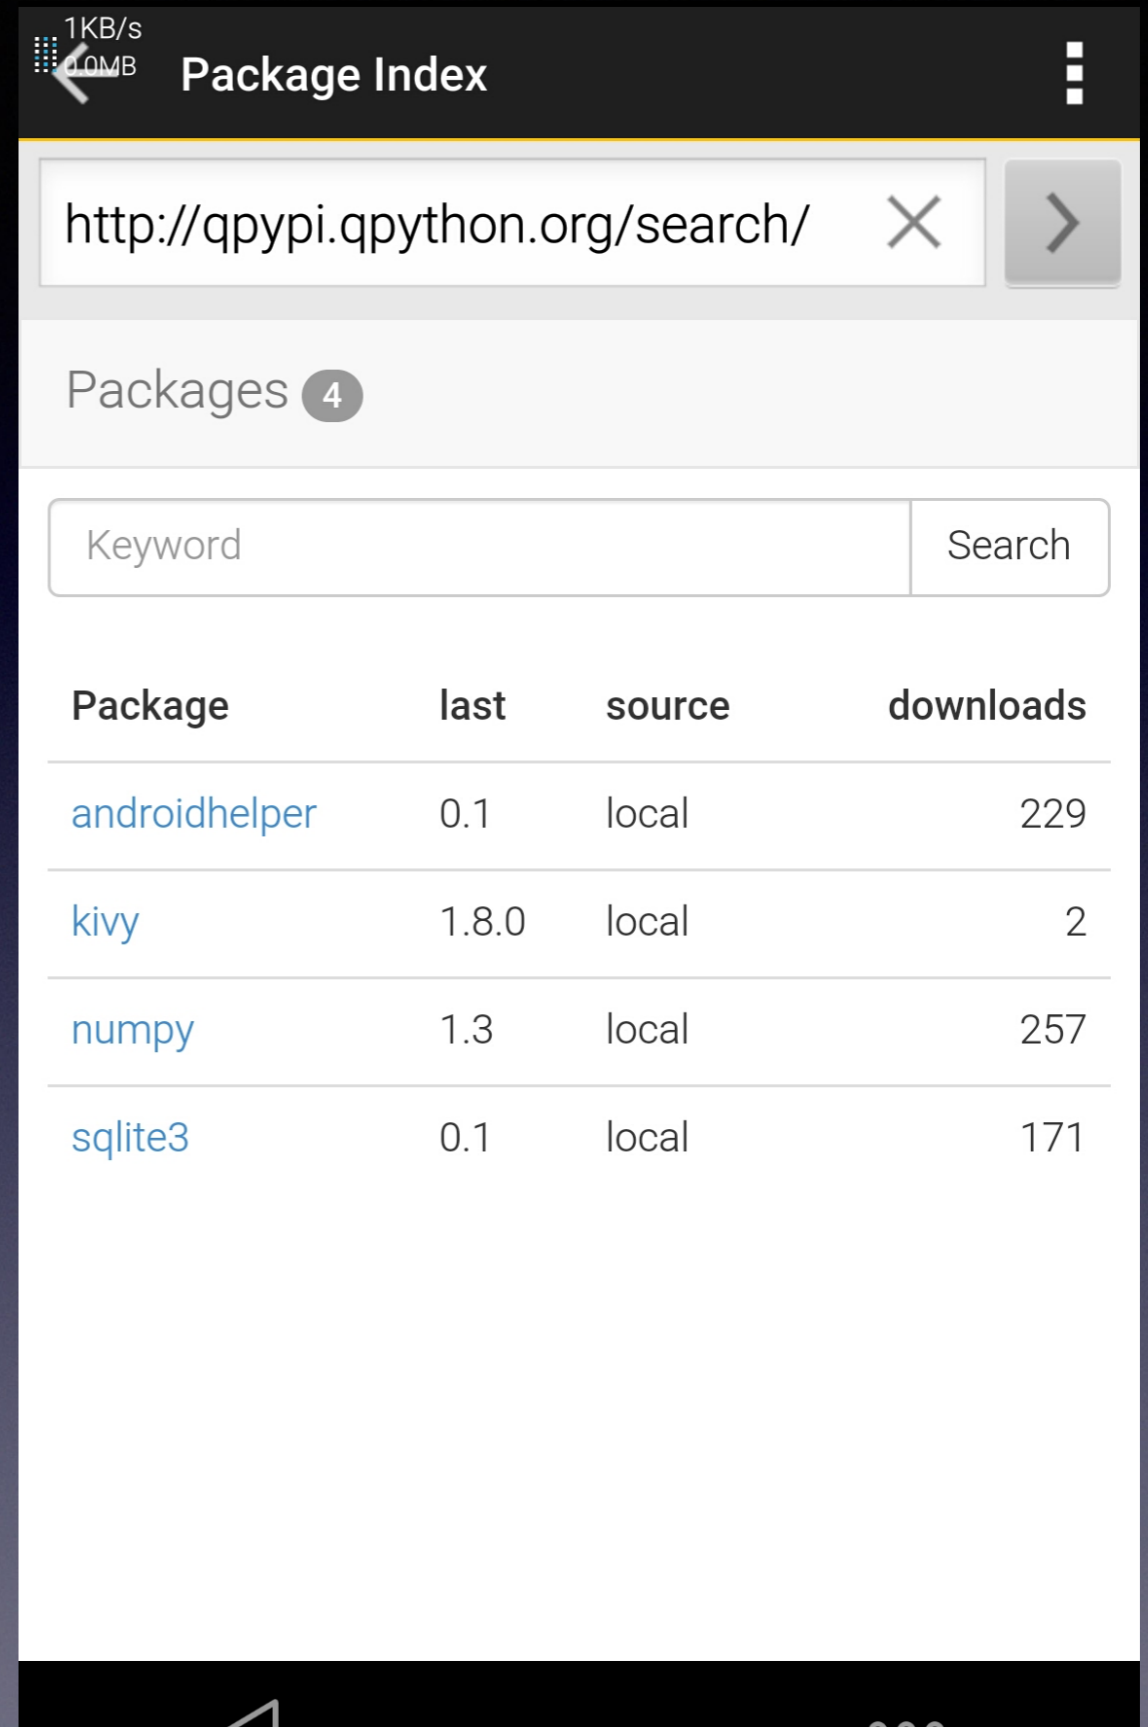 1KB/s
0.0MB
Package Index
http://qpypi.qpython.org/search/
Packages 4
Keyword Search
Package last source downloads
androidhelper 0.1 local 229
kivy 1.8.0 local 2
numpy 1.3 local 257
sqlite3 0.1 local 171